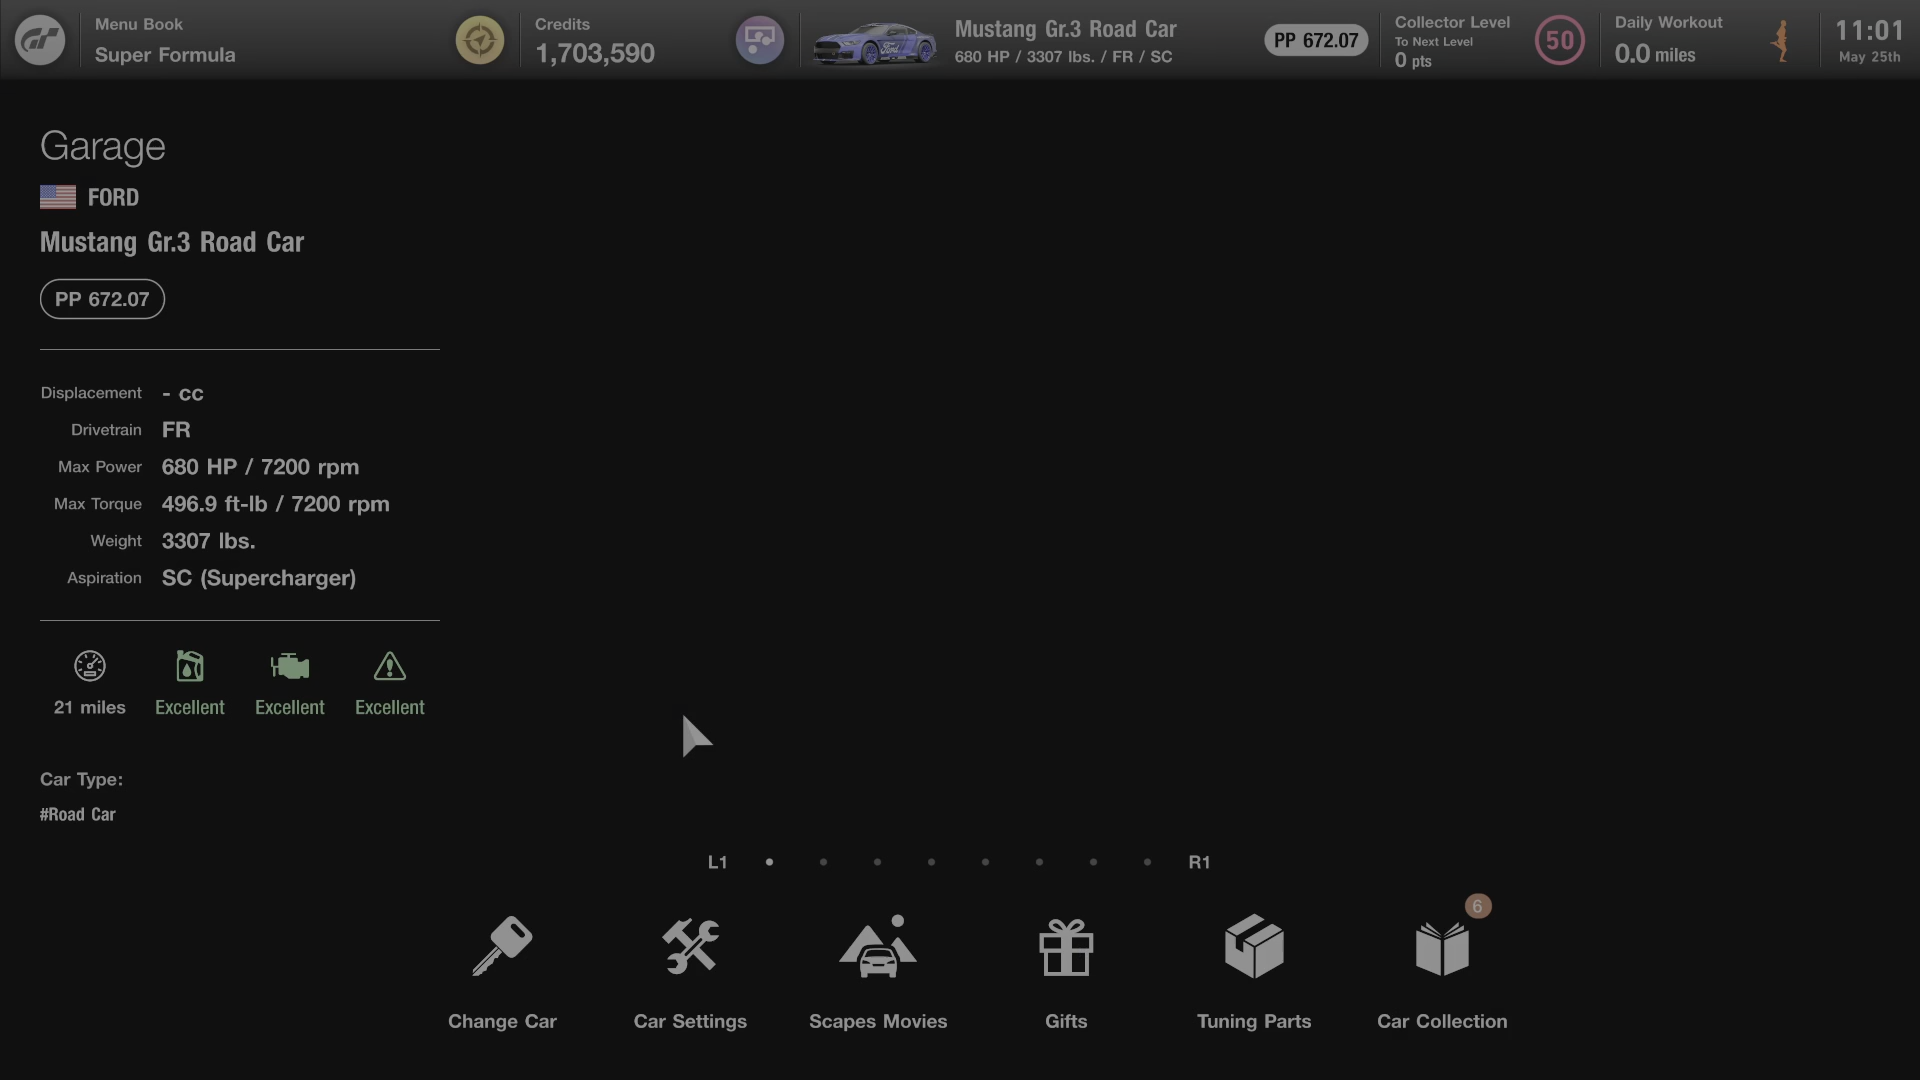 Menu Book
Super Formula
Credits
1,703,590
Mustang Gr.3 Road Car
680 HP / 3307 lbs. / FR / SC
PP 672.07
Collector Level
To Next Level
0 pts
50
Daily Workout
0.0 miles
11:01
May 25th
Garage
FORD
Mustang Gr.3 Road Car
PP 672.07
Displacement - cc
Drivetrain FR
Max Power 680 HP / 7200 rpm
Max Torque 496.9 ft-lb / 7200 rpm
Weight 3307 lbs.
Aspiration SC (Supercharger)
21 miles Excellent Excellent Excellent
Car Type:
#Road Car
L1 R1
6
Change Car Car Settings Scapes Movies Gifts Tuning Parts Car Collection